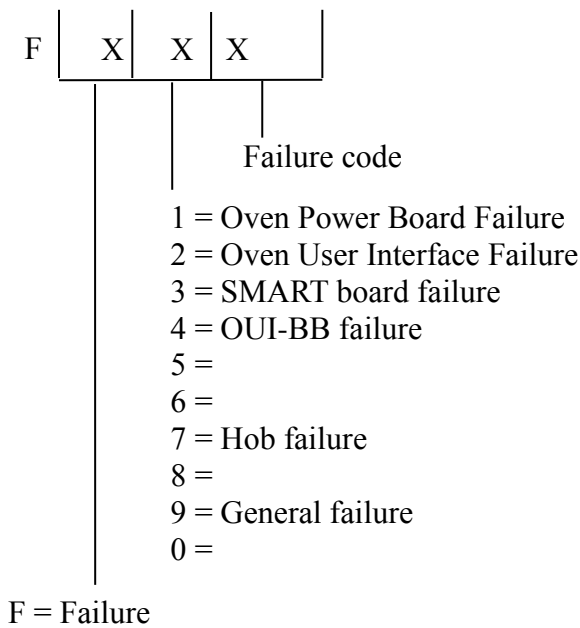 F X X X
Failure code
1 = Oven Power Board Failure
2 = Oven User Interface Failure
3 = SMART board failure
4 = OUI-BB failure
5 =
6 =
7 = Hob failure
8 =
9 = General failure
0 =
F = Failure